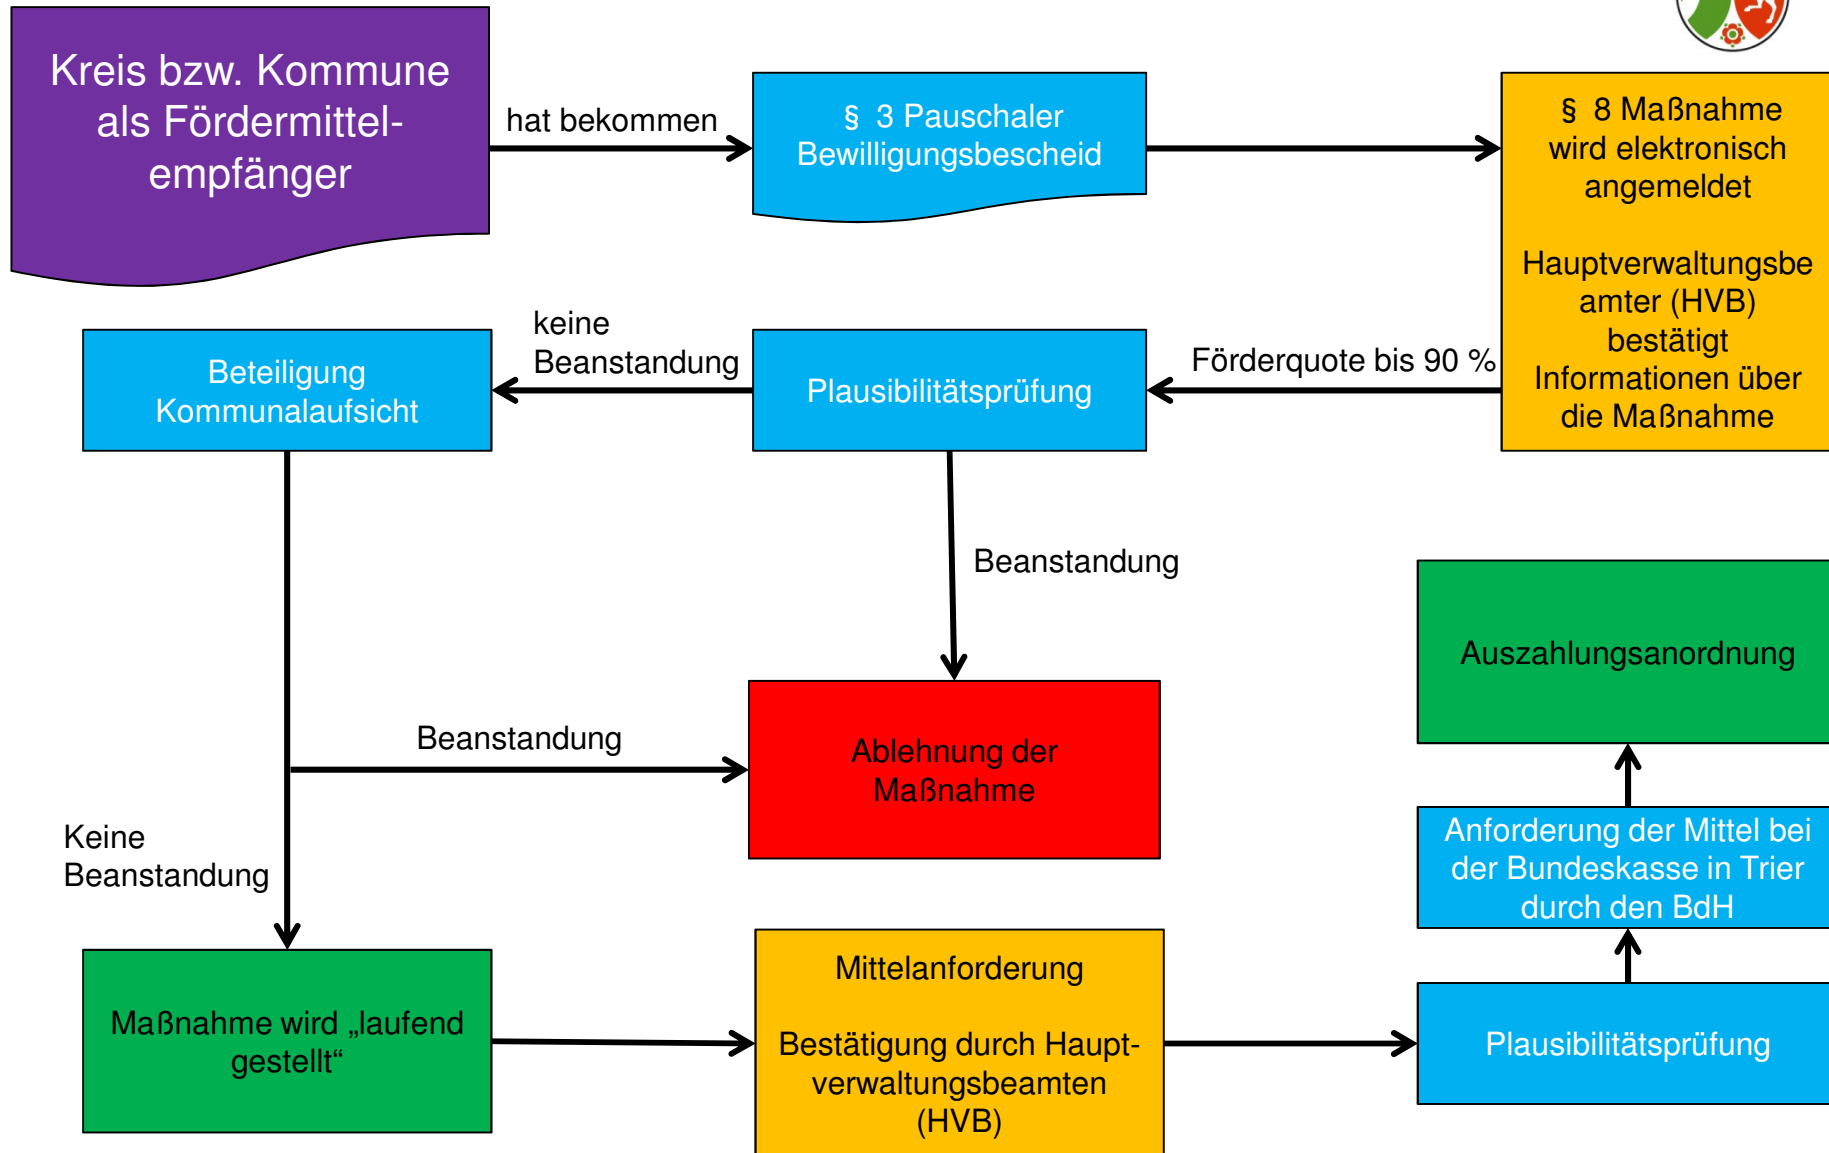 Kreis bzw. Kommune
als Fördermittel-
empfänger
hat bekommen
§ 3 Pauschaler
Bewilligungsbescheid
§ 8 Maßnahme
wird elektronisch
angemeldet
Hauptverwaltungsbe
amter (HVB)
bestätigt
Informationen über
die Maßnahme
Förderquote bis 90 %
Plausibilitätsprüfung
keine
Beanstandung
Beteiligung
Kommunalaufsicht
Beanstandung
Beanstandung
Ablehnung der
Maßnahme
Keine
Beanstandung
Maßnahme wird „laufend
gestellt“
Mittelanforderung
Bestätigung durch Haupt-
verwaltungsbeamten
(HVB)
Plausibilitätsprüfung
Anforderung der Mittel bei
der Bundeskasse in Trier
durch den BdH
Auszahlungsanordnung